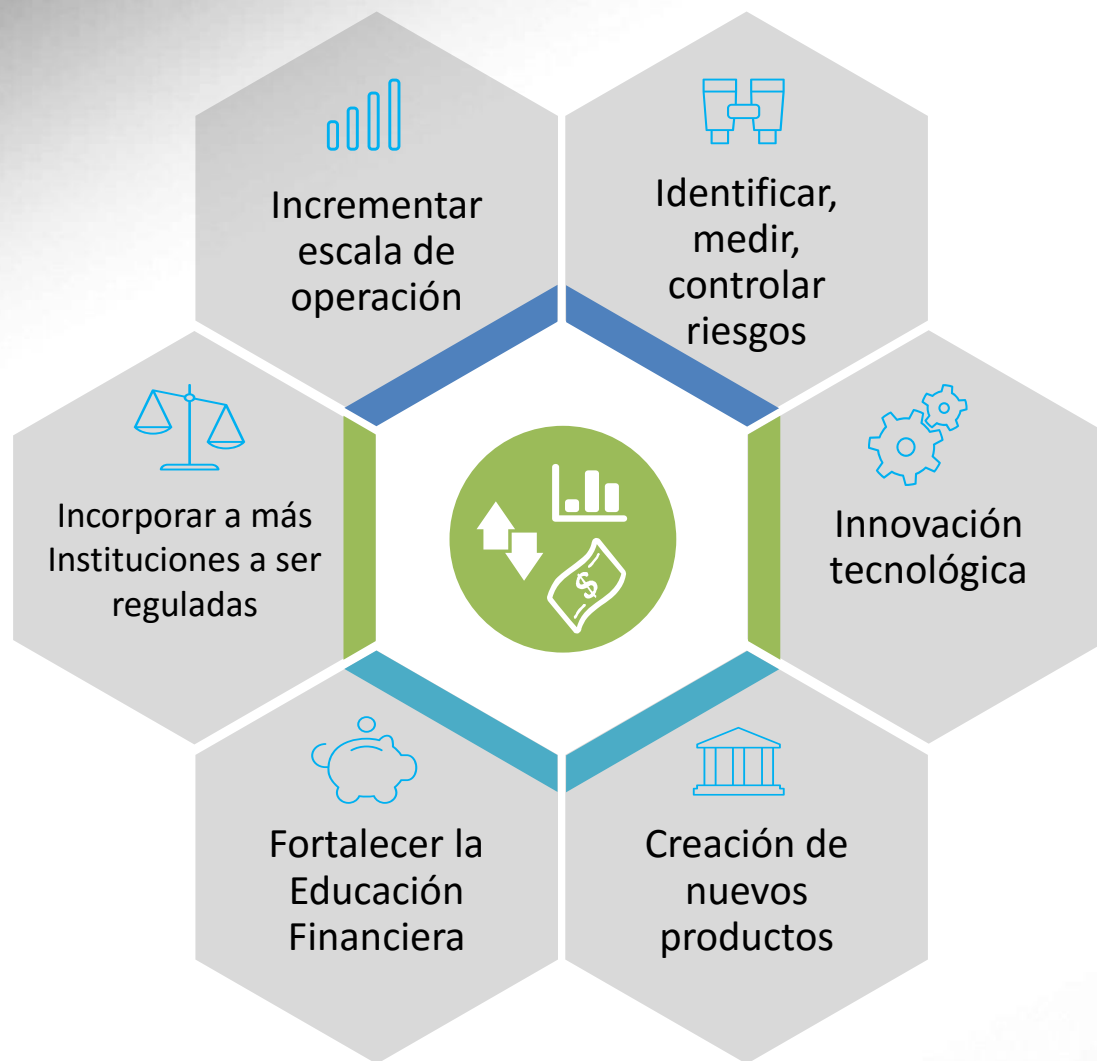 Incrementar
escala de
operación
Identificar,
medir,
controlar
riesgos
Incorporar a más
Instituciones a ser
reguladas
Innovación
tecnológica
Fortalecer la
Educación
Financiera
Creación de
nuevos
productos
$